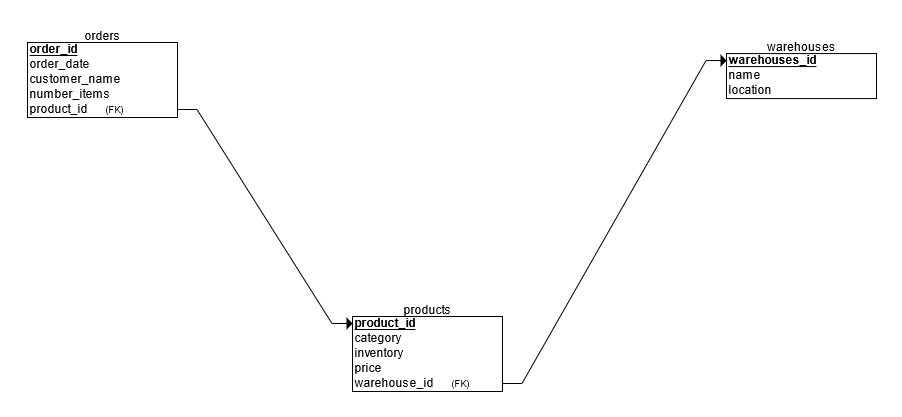 orders
order_id
order_date
customer_name
number_items
product_id (FK)
warehouses
warehouses_id
name
location
products
product_id
category
inventory
price
warehouse_id (FK)